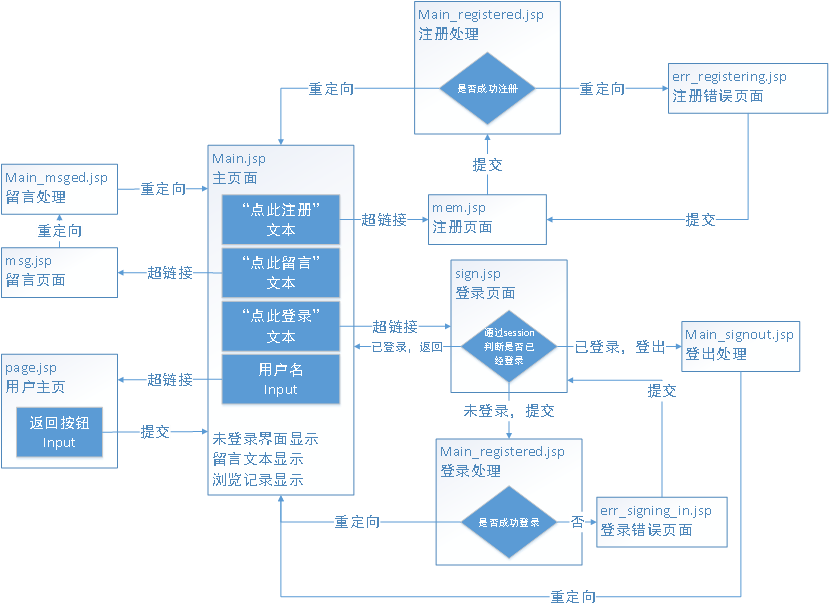 Main_registered.jsp
注册处理
是否成功注册
重定向
重定向
err_registering.jsp
注册错误页面
提交
提交
mem.jsp
注册页面
超链接
Main.jsp
主页面
“点此注册”
文本
“点此留言”
文本
“点此登录”
文本
用户名
Input
未登录界面显示
留言文本显示
浏览记录显示
Main_msged.jsp
留言处理
重定向
重定向
msg.jsp
留言页面
超链接
page.jsp
用户主页
超链接
返回按钮
Input
提交
sign.jsp
登录页面
超链接
已登录，返回
通过session
判断是否已
经登录
已登录，登出
Main_signout.jsp
登出处理
未登录，提交
提交
Main_registered.jsp
登录处理
是否成功登录
重定向
否
err_signing_in.jsp
登录错误页面
重定向